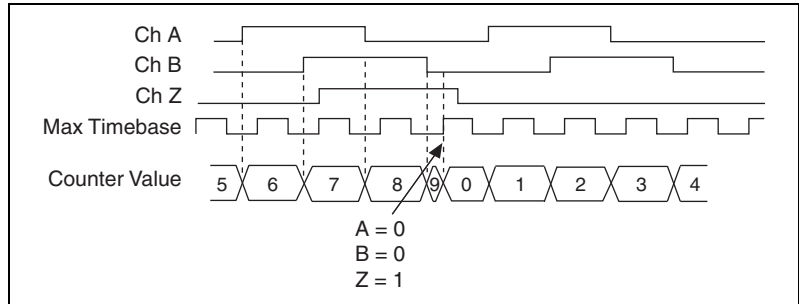 Ch A
Ch B
Ch Z
Max Timebase
Counter Value 5 6 7 8 9 0 1 2 3 4
A = 0
B = 0
Z = 1